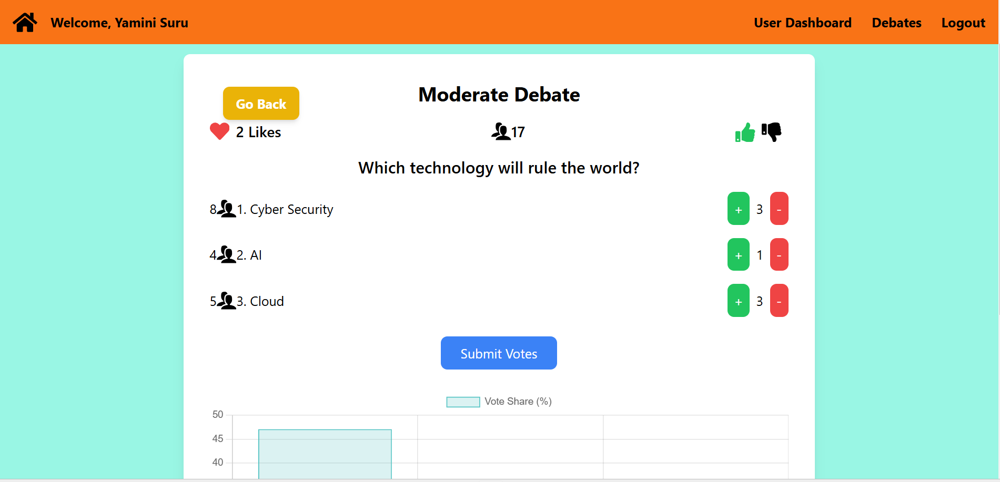 Welcome, Yamini Suru
User Dashboard
Debates
Logout
Go Back
Moderate Debate
2 Likes
17
Which technology will rule the world?
8 1. Cyber Security
+ 3 -
4 2. AI
+ 1 -
5 3. Cloud
+ 3 -
Submit Votes
Vote Share (%)
50
45
40